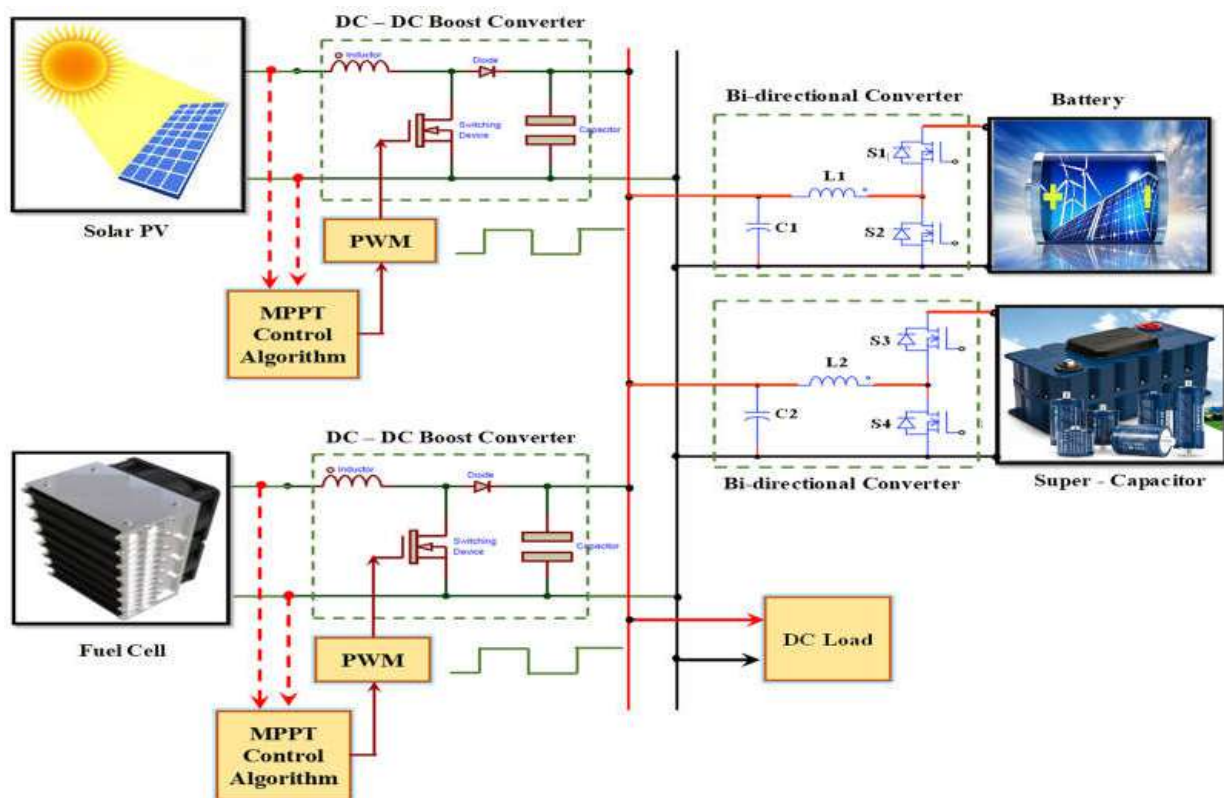 DC – DC Boost Converter
Inductor
Diode
Switching
Device
Capacitor
Solar PV
PWM
MPPT
Control
Algorithm
Bi-directional Converter
Battery
S1
L1
C1
S2
S3
L2
C2
S4
Bi-directional Converter
Super - Capacitor
DC – DC Boost Converter
Inductor
Diode
Switching
Device
Capacitor
Fuel Cell
PWM
MPPT
Control
Algorithm
DC Load